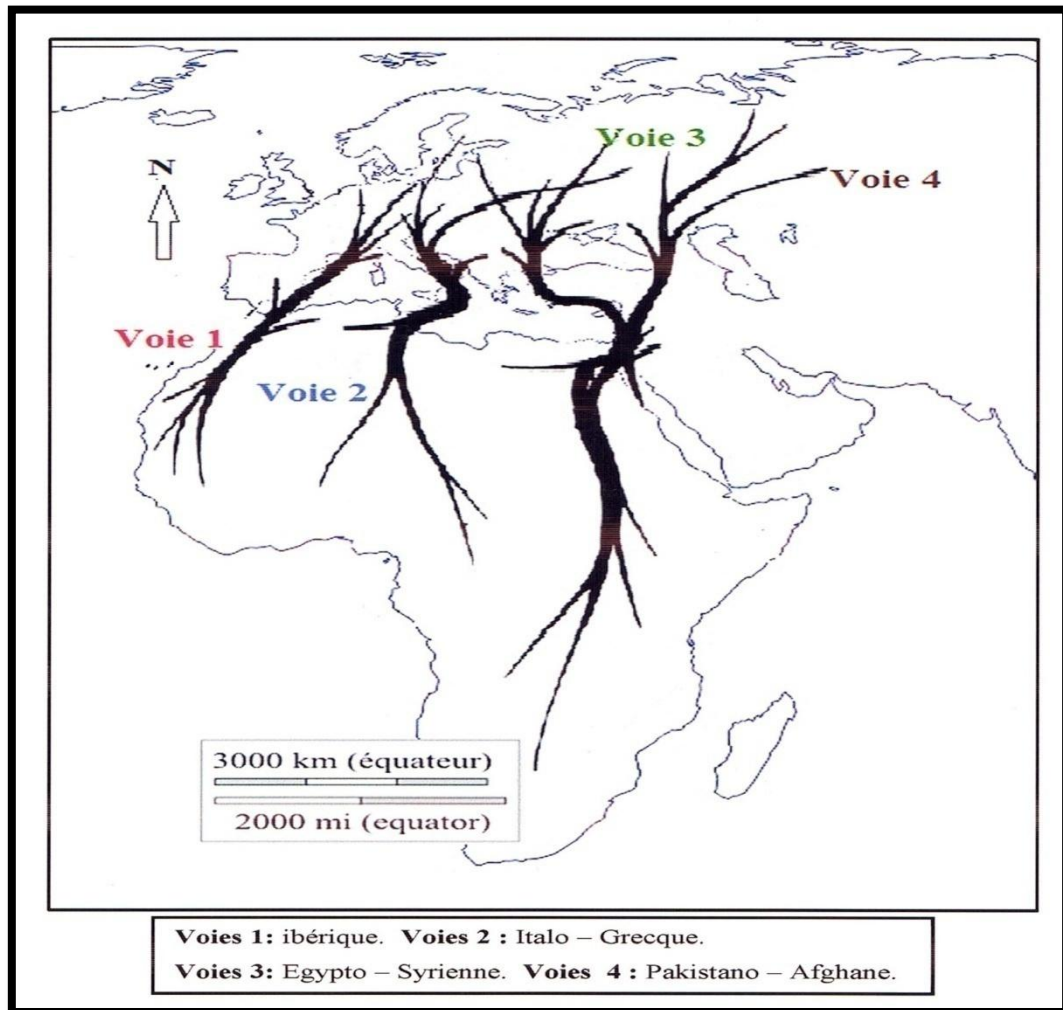 Voie 3
N
Voie 4
Voie 1
Voie 2
3000 km (équateur)
2000 mi (equator)
Voies 1: ibérique. Voies 2 : Italo – Grecque.
Voies 3: Egypto – Syrienne. Voies 4 : Pakistano – Afghane.